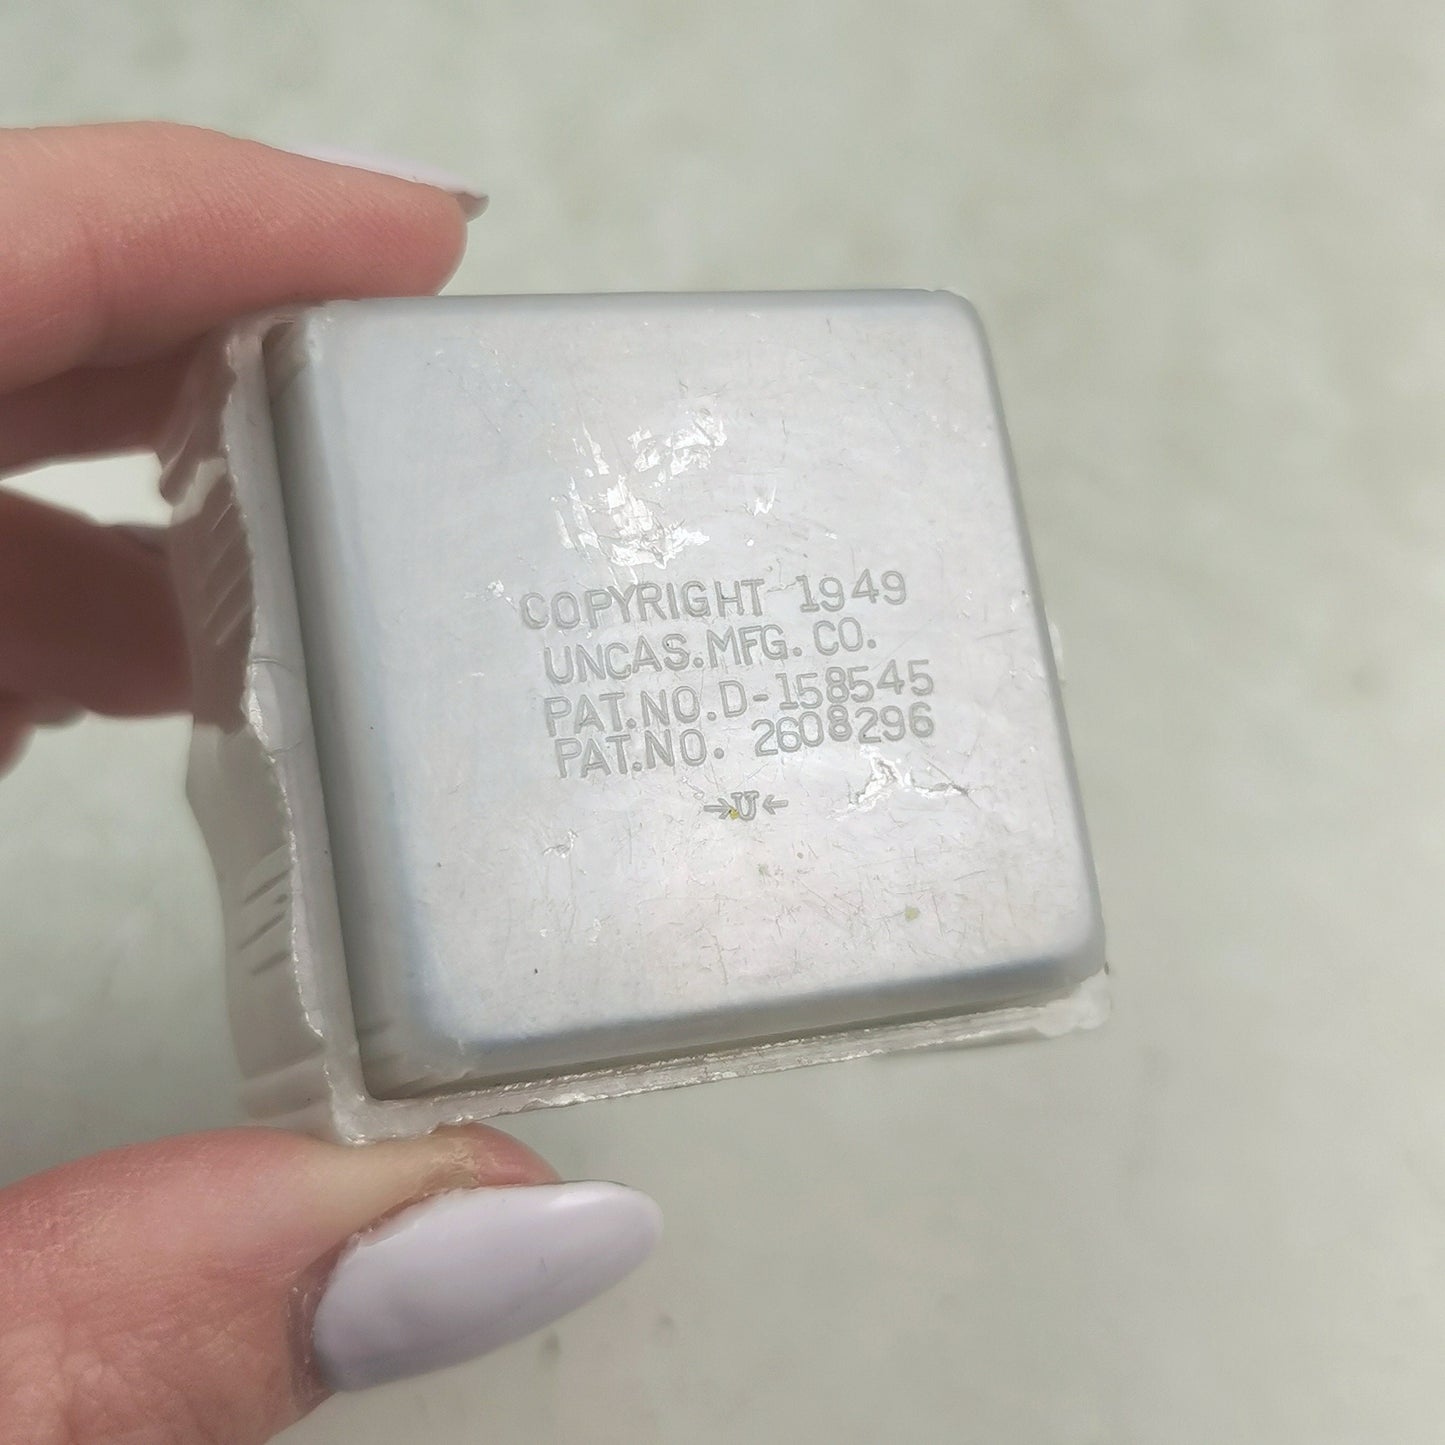 COPYRIGHT 1949
UNCAS. MFG. CO.
PAT. NO. D-158545
PAT. NO. 2608296
→U←